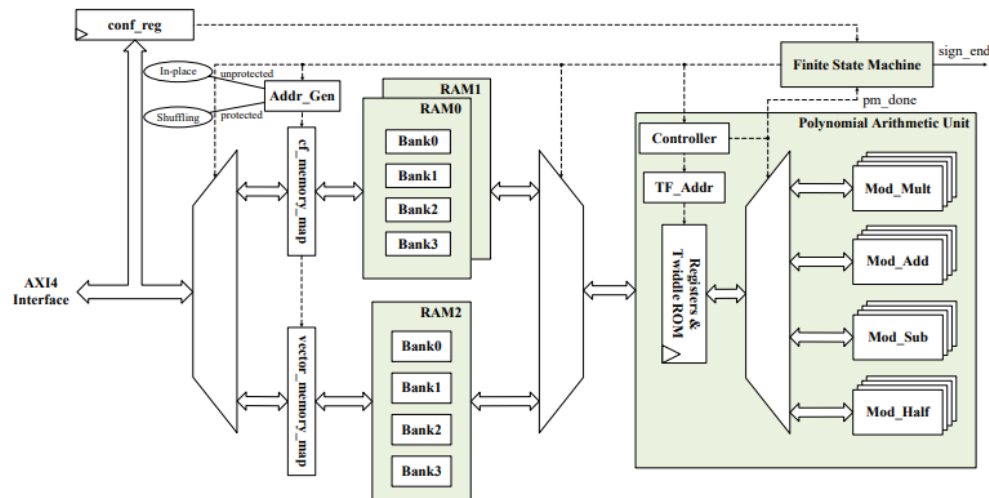 conf_reg
sign_end
Finite State Machine
In-place
unprotected
RAM1
Addr_Gen
pm_done
RAM0
Shuffling
protected
Polynomial Arithmetic Unit
Controller
Bank0
cf_memory_map
Bank1
TF_Addr
Mod_Mult
Bank2
Bank3
Registers &
Twiddle ROM
Mod_Add
AXI4
Interface
RAM2
Bank0
Mod_Sub
vector_memory_map
Bank1
Bank2
Mod_Half
Bank3